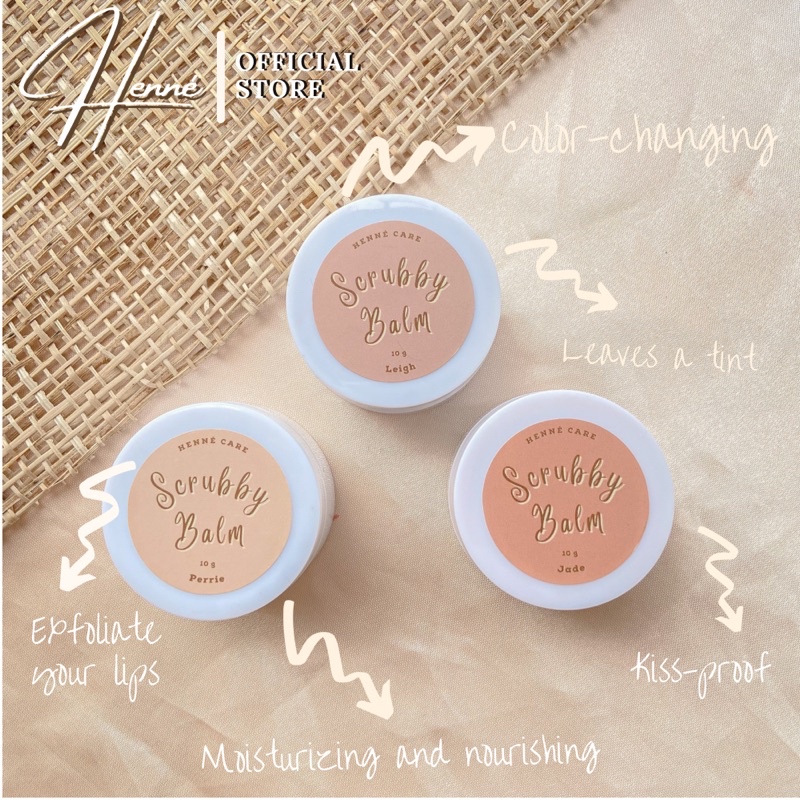 Henné
OFFICIAL
STORE
Color-changing
HENNÉ CARE
Scrubby
Balm
10 g
Leigh
Leaves a tint
HENNÉ CARE
Scrubby
Balm
10 g
Perrie
HENNÉ CARE
Scrubby
Balm
10 g
Jade
Exfoliate
your lips
Kiss-proof
Moisturizing and nourishing